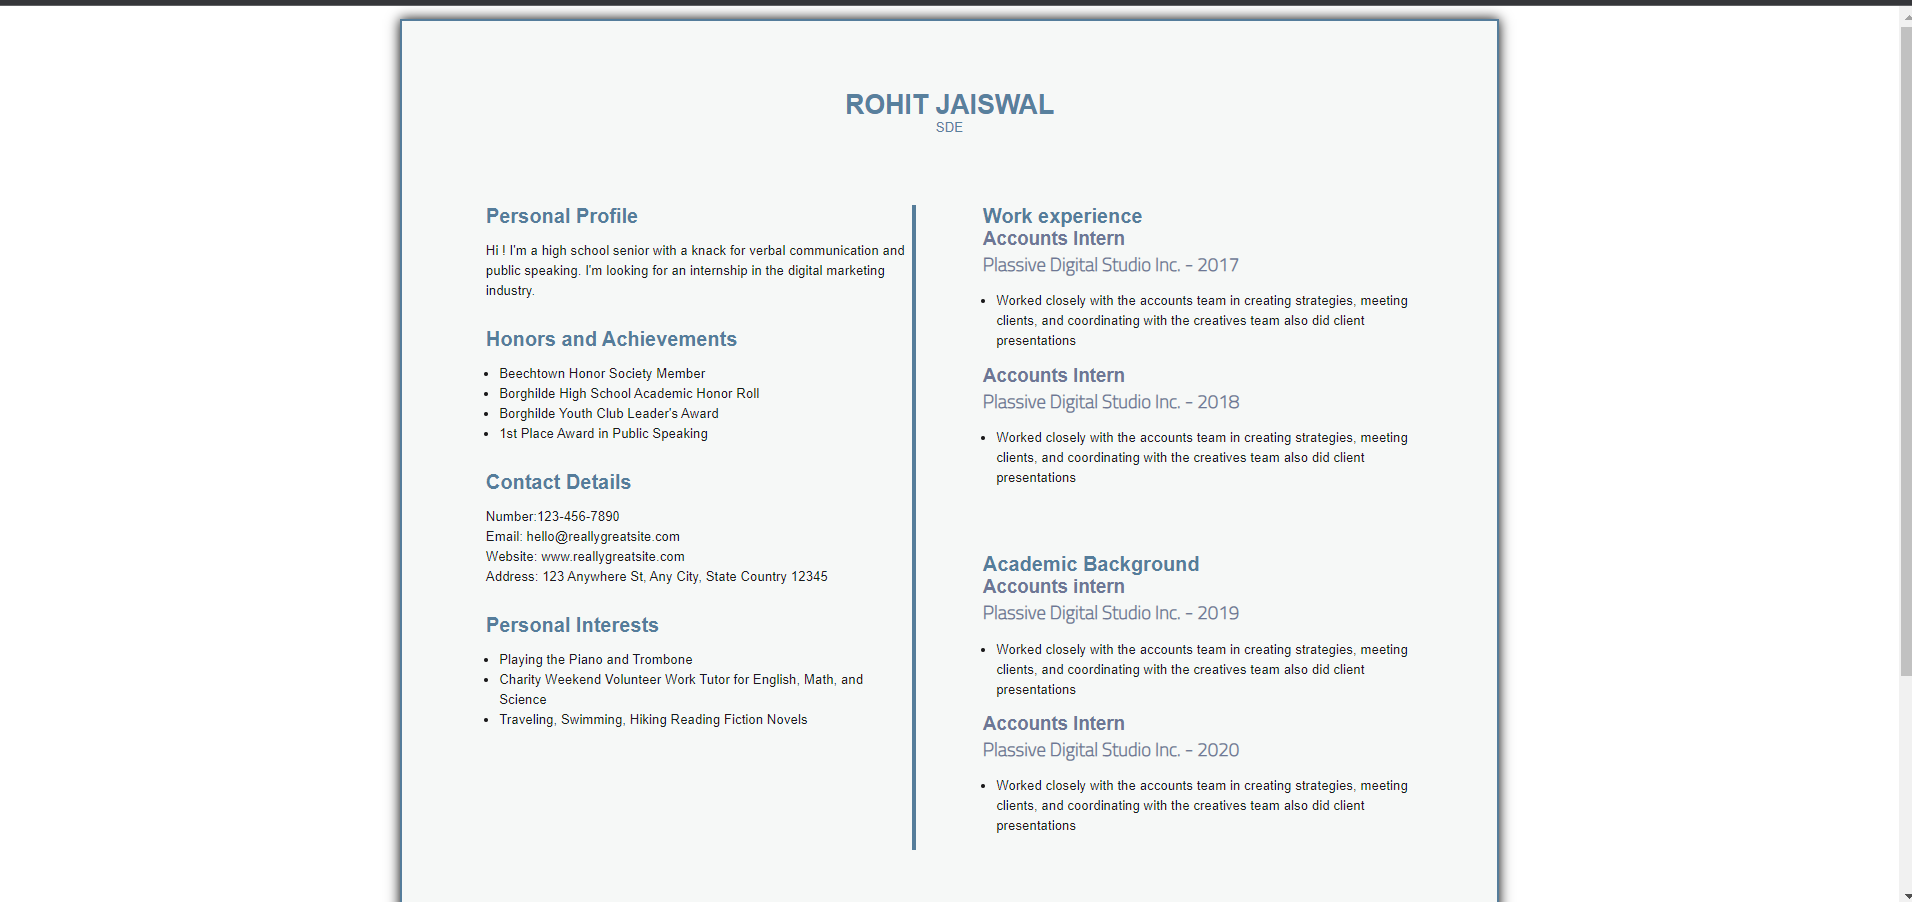 ROHIT JAISWAL
SDE
Personal Profile
Hi ! I'm a high school senior with a knack for verbal communication and
public speaking. I'm looking for an internship in the digital marketing
industry.
Honors and Achievements
• Beechtown Honor Society Member
• Borghilde High School Academic Honor Roll
• Borghilde Youth Club Leader's Award
• 1st Place Award in Public Speaking
Contact Details
Number:123-456-7890
Email: hello@reallygreatsite.com
Website: www.reallygreatsite.com
Address: 123 Anywhere St, Any City, State Country 12345
Personal Interests
• Playing the Piano and Trombone
• Charity Weekend Volunteer Work Tutor for English, Math, and
Science
• Traveling, Swimming, Hiking Reading Fiction Novels
Work experience
Accounts Intern
Plassive Digital Studio Inc. - 2017
• Worked closely with the accounts team in creating strategies, meeting
clients, and coordinating with the creatives team also did client
presentations
Accounts Intern
Plassive Digital Studio Inc. - 2018
• Worked closely with the accounts team in creating strategies, meeting
clients, and coordinating with the creatives team also did client
presentations
Academic Background
Accounts intern
Plassive Digital Studio Inc. - 2019
• Worked closely with the accounts team in creating strategies, meeting
clients, and coordinating with the creatives team also did client
presentations
Accounts Intern
Plassive Digital Studio Inc. - 2020
• Worked closely with the accounts team in creating strategies, meeting
clients, and coordinating with the creatives team also did client
presentations